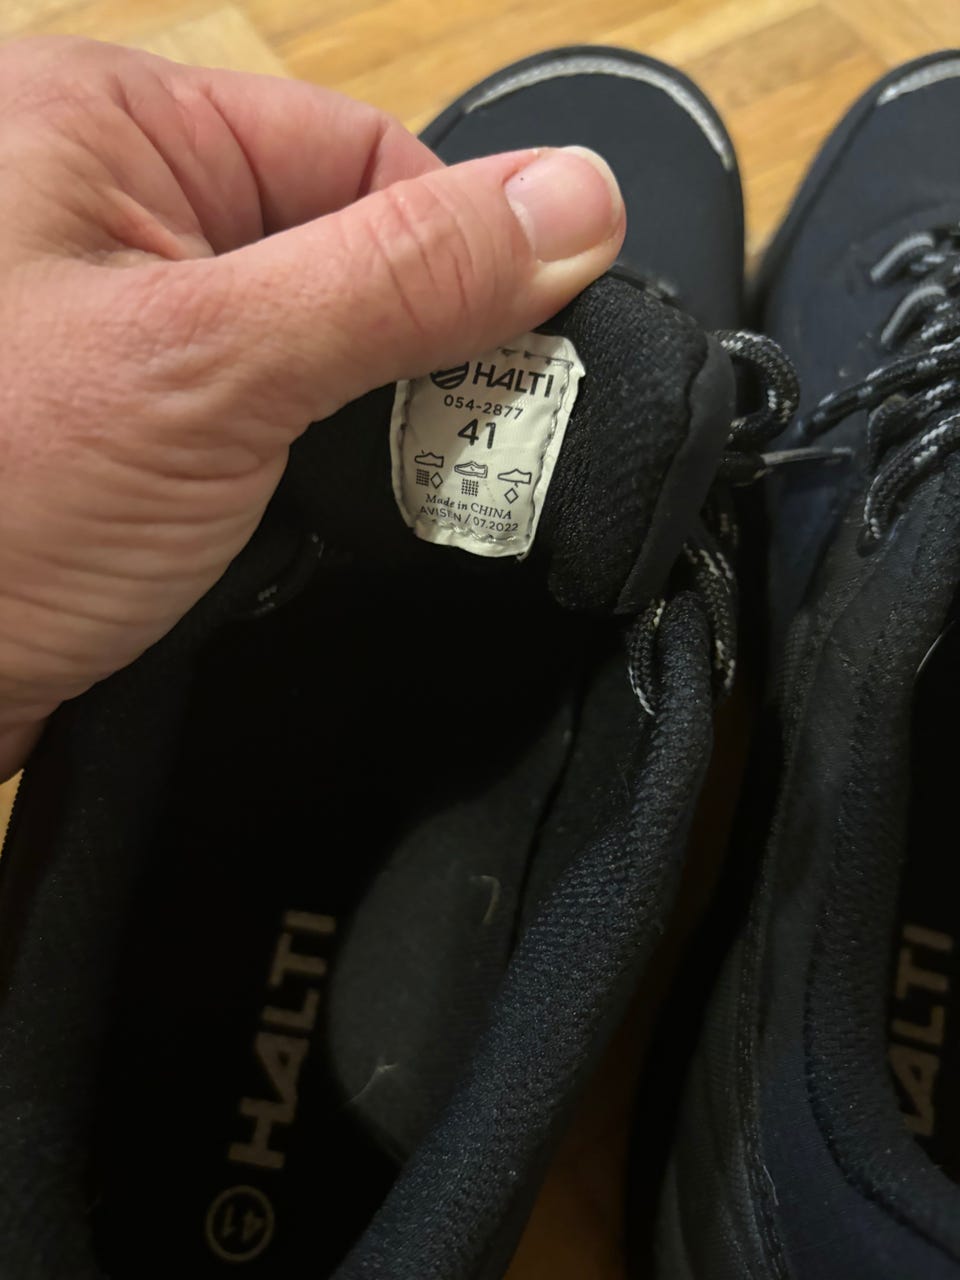 HALTI
054-2877
41
Made in CHINA
AVISEN / 07.2022
HALTI
41
HALTI